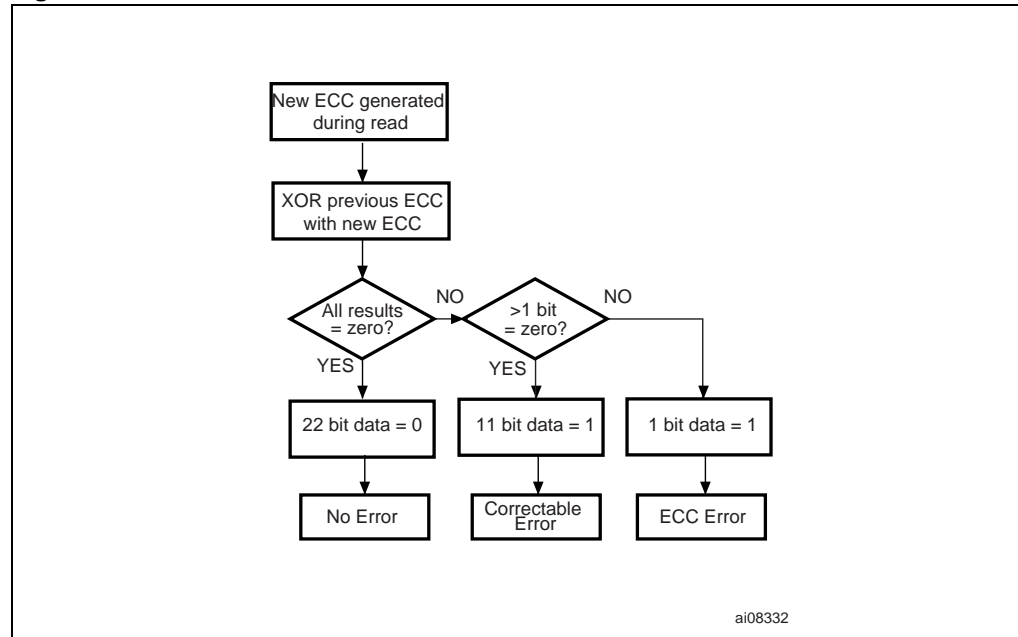 New ECC generated
during read
XOR previous ECC
with new ECC
All results
= zero?
NO
>1 bit
= zero?
NO
YES
YES
22 bit data = 0
11 bit data = 1
1 bit data = 1
No Error
Correctable
Error
ECC Error
ai08332